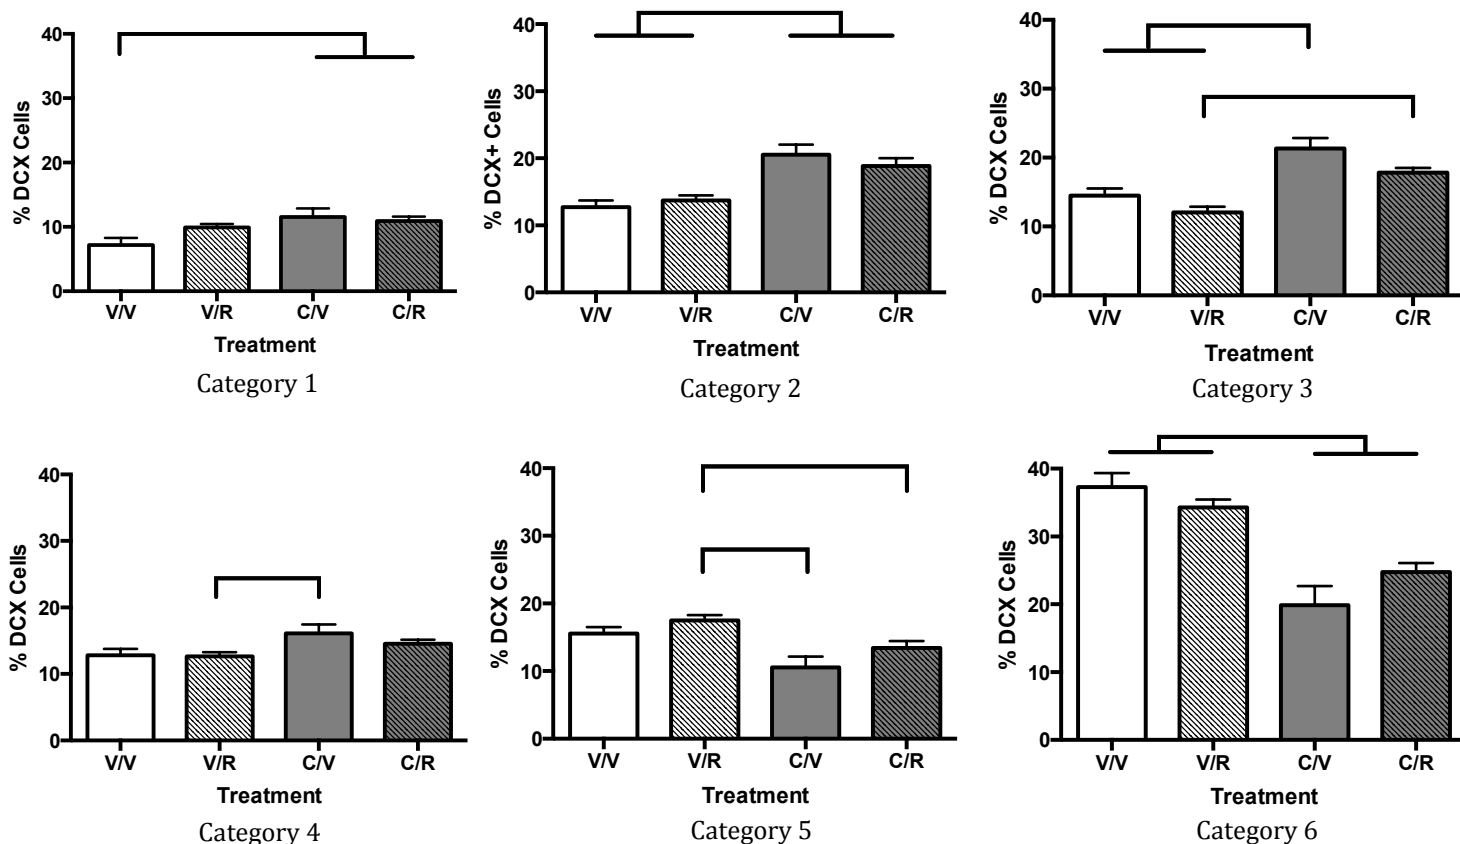 40
30
20
10
0
% DCX Cells
V/V V/R C/V C/R
Treatment
Category 1
40
30
20
10
0
% DCX+ Cells
V/V V/R C/V C/R
Treatment
Category 2
40
30
20
10
0
% DCX Cells
V/V V/R C/V C/R
Treatment
Category 3
40
30
20
10
0
% DCX Cells
V/V V/R C/V C/R
Treatment
Category 4
40
30
20
10
0
% DCX Cells
V/V V/R C/V C/R
Treatment
Category 5
40
30
20
10
0
% DCX Cells
V/V V/R C/V C/R
Treatment
Category 6